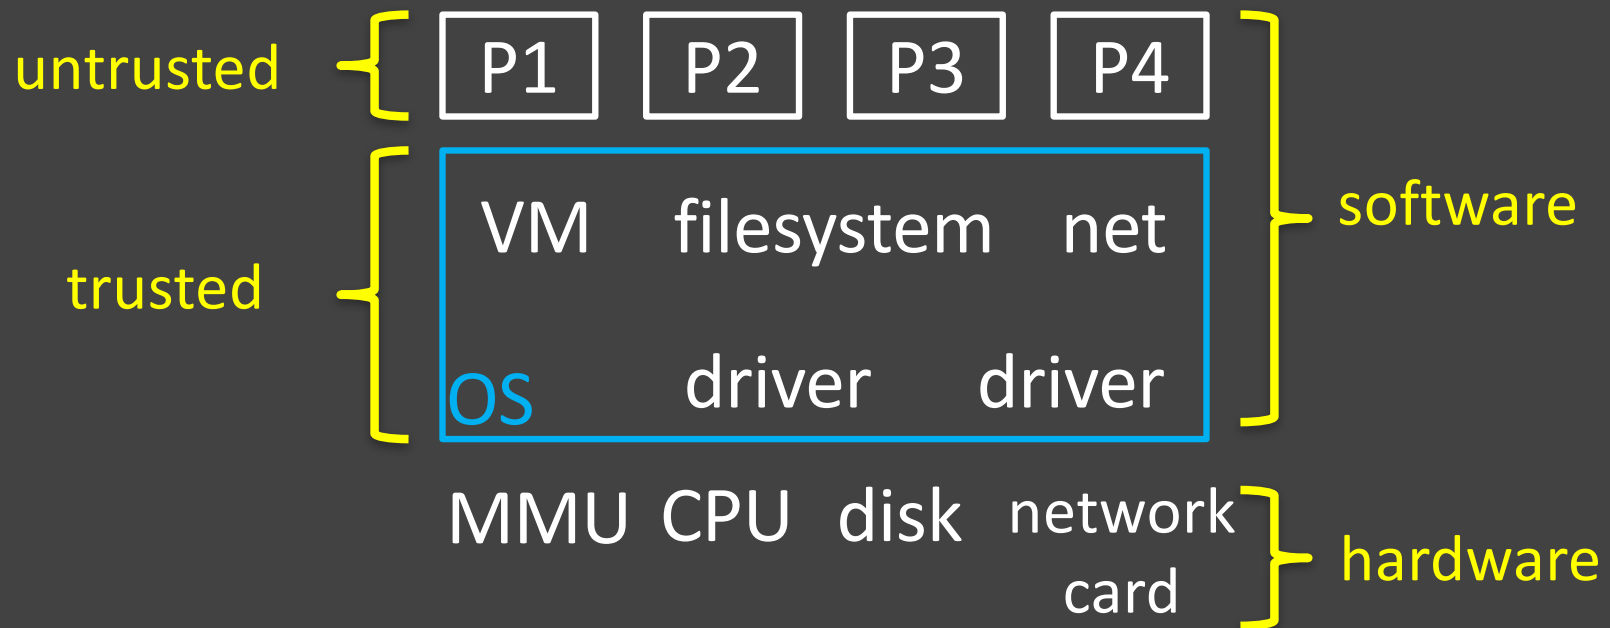 untrusted
P1 P2 P3 P4
software
trusted
VM filesystem net
OS driver driver
MMU CPU disk network card
hardware